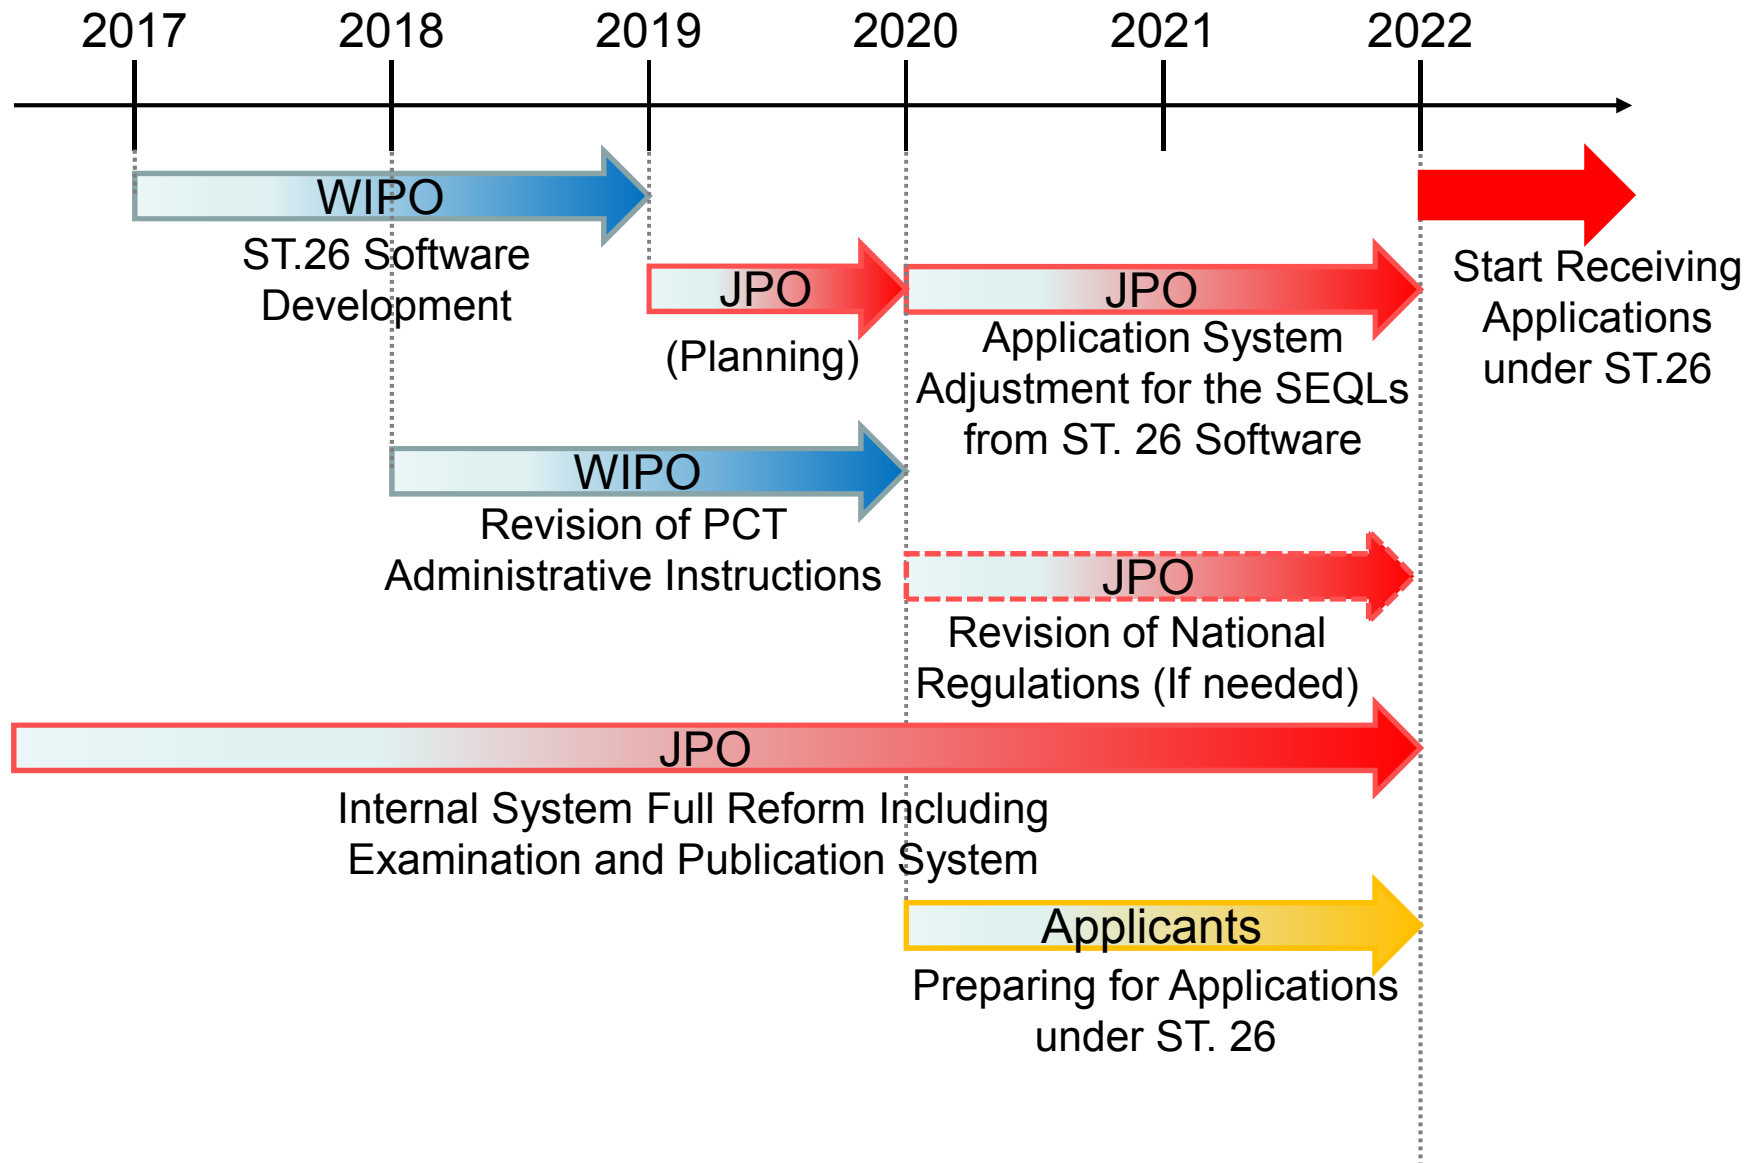 2017 2018 2019 2020 2021 2022
WIPO
ST.26 Software
Development
JPO
(Planning)
JPO
Application System
Adjustment for the SEQLs
from ST. 26 Software
Start Receiving
Applications
under ST.26
WIPO
Revision of PCT
Administrative Instructions
JPO
Revision of National
Regulations (If needed)
JPO
Internal System Full Reform Including
Examination and Publication System
Applicants
Preparing for Applications
under ST. 26